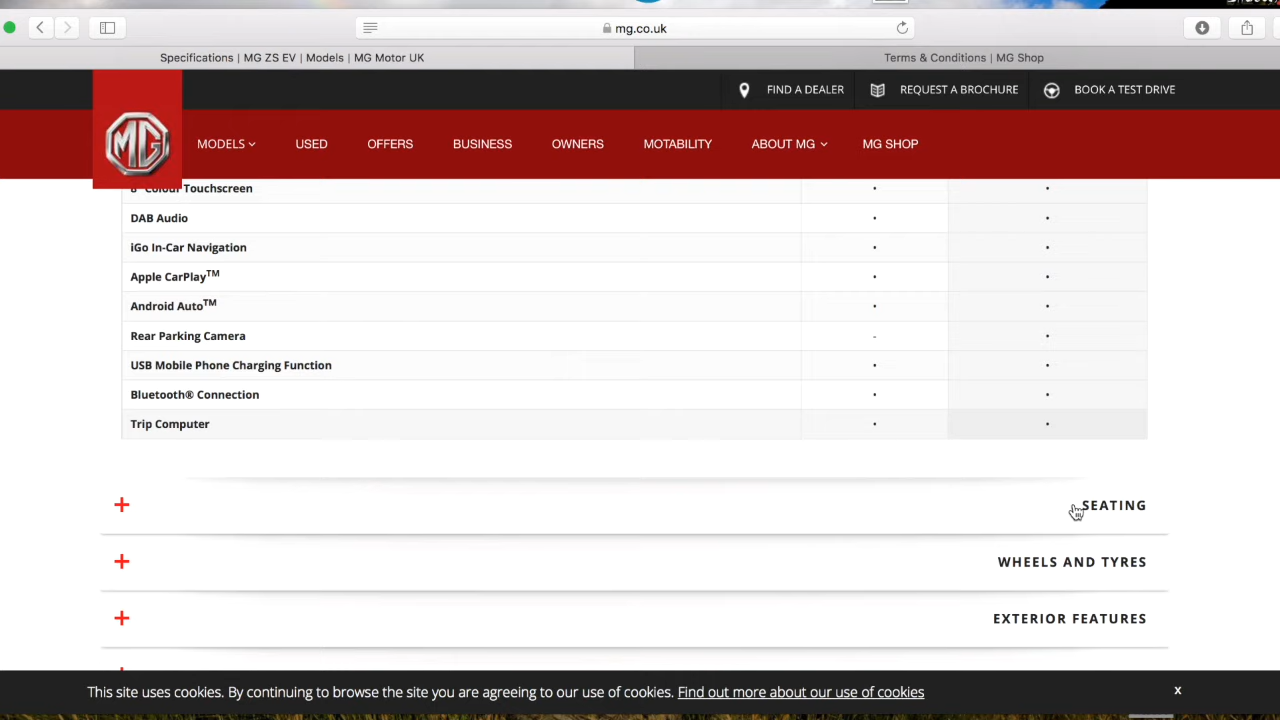 mg.co.uk
Specifications | MG ZS EV | Models | MG Motor UK
Terms & Conditions | MG Shop
FIND A DEALER
REQUEST A BROCHURE
BOOK A TEST DRIVE
MG
MODELS
USED
OFFERS
BUSINESS
OWNERS
MOTABILITY
ABOUT MG
MG SHOP
8" Colour Touchscreen
DAB Audio
iGo In-Car Navigation
Apple CarPlayTM
Android AutoTM
Rear Parking Camera -
USB Mobile Phone Charging Function
Bluetooth® Connection
Trip Computer
+ SEATING
+ WHEELS AND TYRES
+ EXTERIOR FEATURES
This site uses cookies. By continuing to browse the site you are agreeing to our use of cookies. Find out more about our use of cookies x